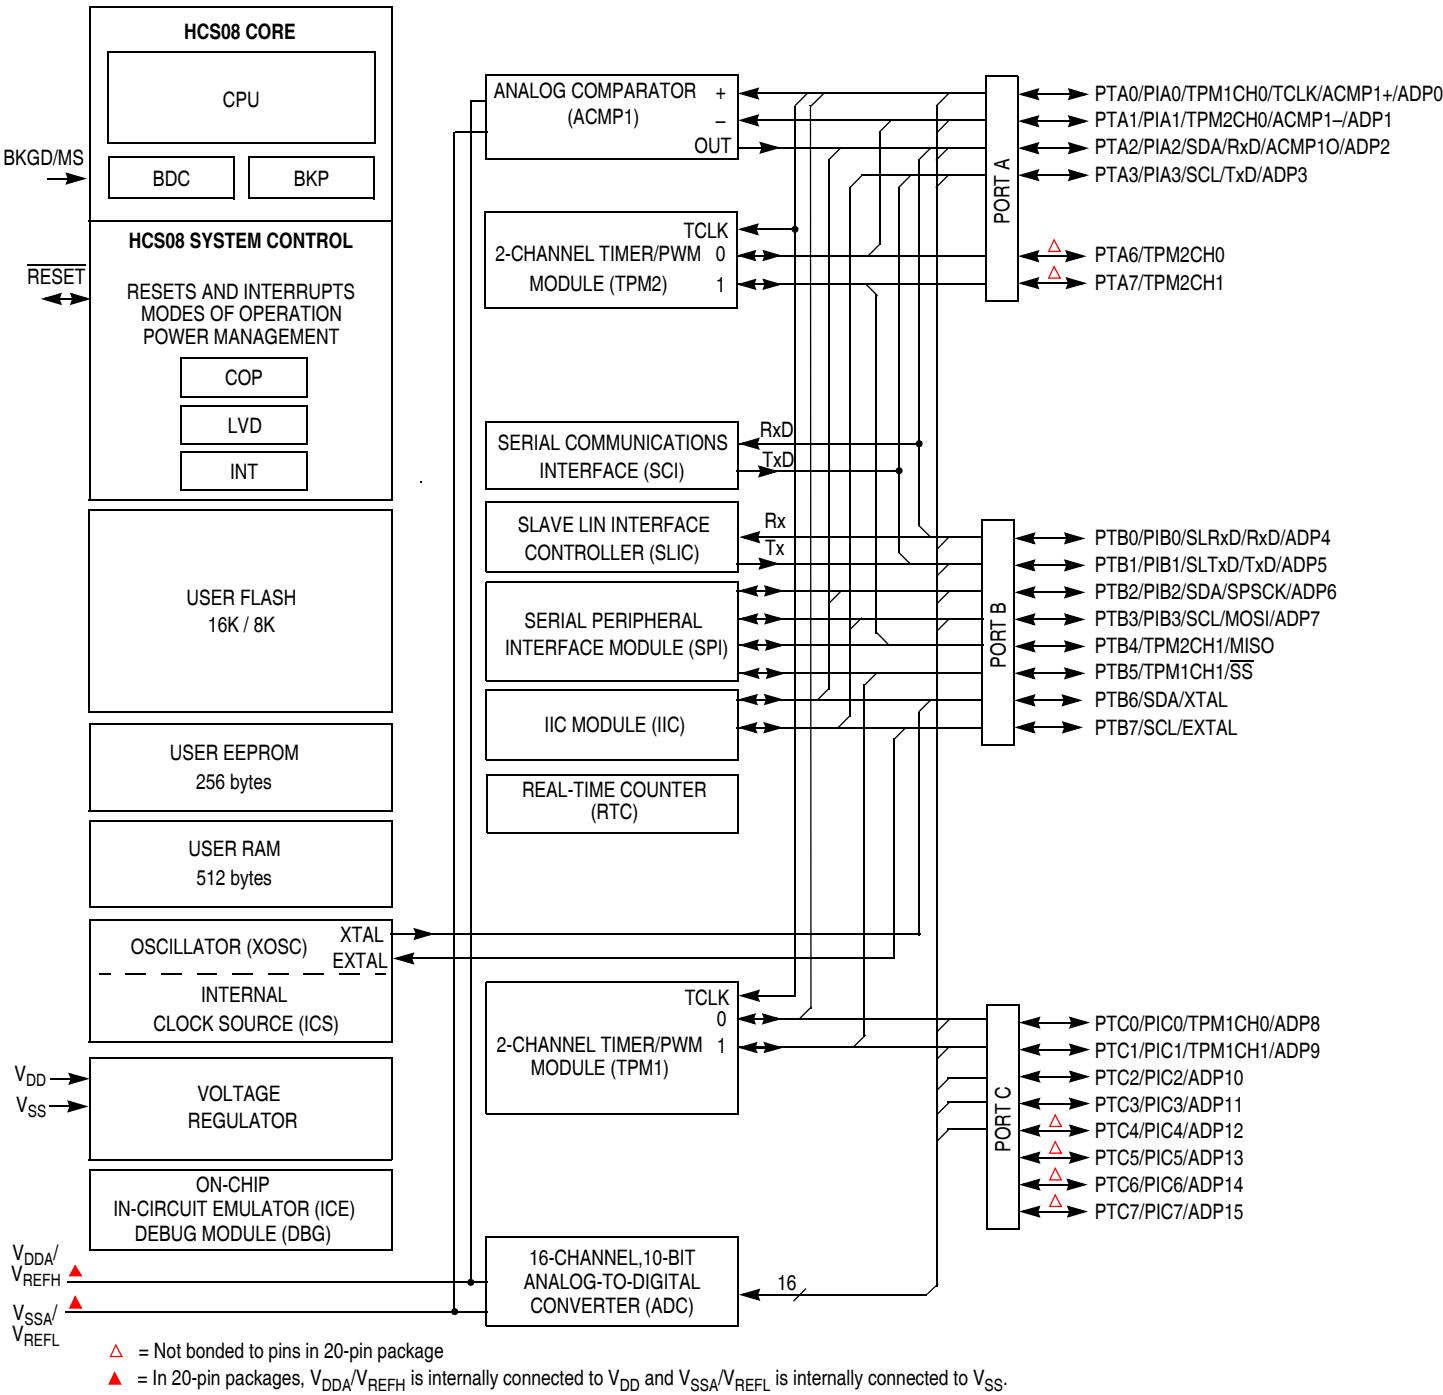 HCS08 CORE
CPU
BDC
BKP
BKGD/MS
HCS08 SYSTEM CONTROL
RESET
RESETS AND INTERRUPTS
MODES OF OPERATION
POWER MANAGEMENT
COP
LVD
INT
USER FLASH
16K / 8K
USER EEPROM
256 bytes
USER RAM
512 bytes
OSCILLATOR (XOSC)
XTAL
EXTAL
INTERNAL
CLOCK SOURCE (ICS)
VDD
VSS
VOLTAGE
REGULATOR
ON-CHIP
IN-CIRCUIT EMULATOR (ICE)
DEBUG MODULE (DBG)
VDDA/
VREFH
VSSA/
VREFL
ANALOG COMPARATOR
(ACMP1)
+
–
OUT
TCLK
2-CHANNEL TIMER/PWM 0
MODULE (TPM2) 1
SERIAL COMMUNICATIONS
INTERFACE (SCI)
RxD
TxD
SLAVE LIN INTERFACE
CONTROLLER (SLIC)
Rx
Tx
SERIAL PERIPHERAL
INTERFACE MODULE (SPI)
IIC MODULE (IIC)
REAL-TIME COUNTER
(RTC)
TCLK
0
2-CHANNEL TIMER/PWM 1
MODULE (TPM1)
16-CHANNEL,10-BIT
ANALOG-TO-DIGITAL
CONVERTER (ADC)
16
PORT A
PTA0/PIA0/TPM1CH0/TCLK/ACMP1+/ADP0
PTA1/PIA1/TPM2CH0/ACMP1–/ADP1
PTA2/PIA2/SDA/RxD/ACMP1O/ADP2
PTA3/PIA3/SCL/TxD/ADP3
PTA6/TPM2CH0
PTA7/TPM2CH1
PORT B
PTB0/PIB0/SLRxD/RxD/ADP4
PTB1/PIB1/SLTxD/TxD/ADP5
PTB2/PIB2/SDA/SPSCK/ADP6
PTB3/PIB3/SCL/MOSI/ADP7
PTB4/TPM2CH1/MISO
PTB5/TPM1CH1/SS
PTB6/SDA/XTAL
PTB7/SCL/EXTAL
PORT C
PTC0/PIC0/TPM1CH0/ADP8
PTC1/PIC1/TPM1CH1/ADP9
PTC2/PIC2/ADP10
PTC3/PIC3/ADP11
PTC4/PIC4/ADP12
PTC5/PIC5/ADP13
PTC6/PIC6/ADP14
PTC7/PIC7/ADP15
△ = Not bonded to pins in 20-pin package
▲ = In 20-pin packages, VDDA/VREFH is internally connected to VDD and VSSA/VREFL is internally connected to VSS.